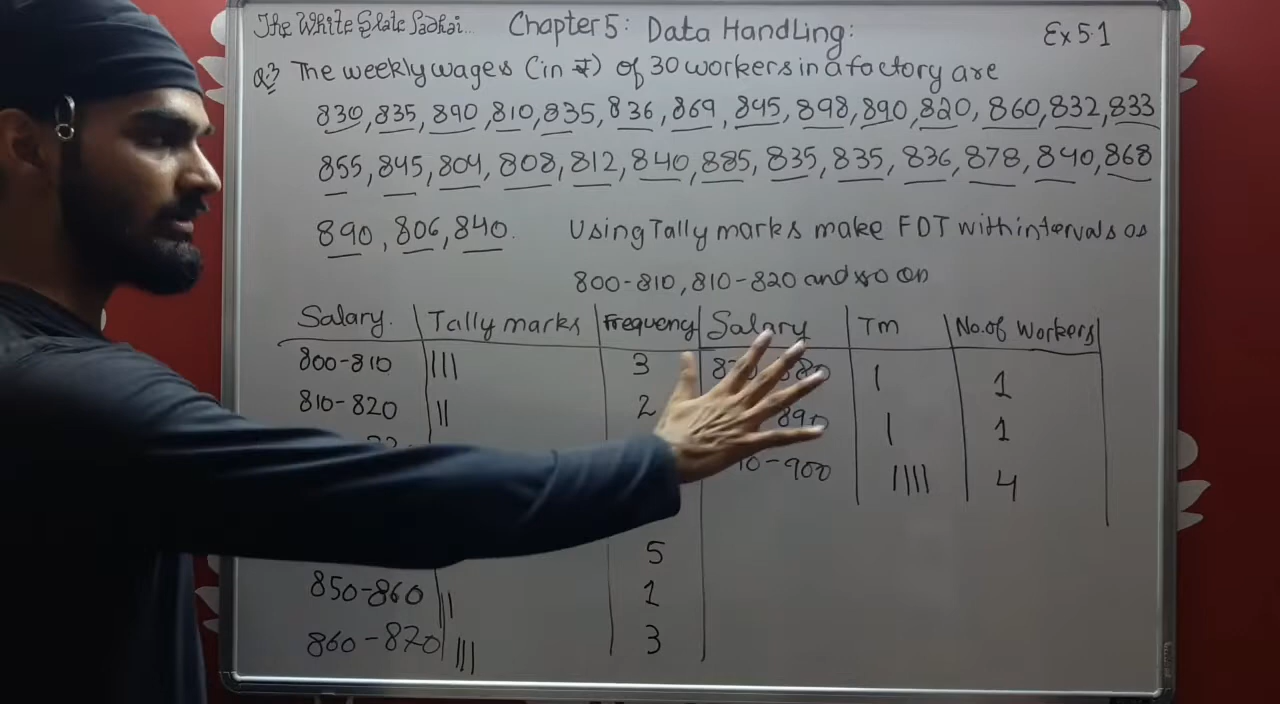 The White Slate Padhai... Chapter 5: Data Handling: Ex 5.1
Q.3 The weekly wages (in ₹) of 30 workers in a factory are
830, 835, 890, 810, 835, 836, 869, 845, 898, 890, 820, 860, 832, 833
855, 845, 804, 808, 812, 840, 885, 835, 835, 836, 878, 840, 868
890, 806, 840. Using Tally marks make FDT with intervals as
800-810, 810-820 and so on
Salary. Tally marks Frequency Salary Tm No. of Workers
800-810 ||| 3 | 1
810-820 || 2 890 | 1
-900 |||| 4
5
850-860 || 1
860-870 ||| 3